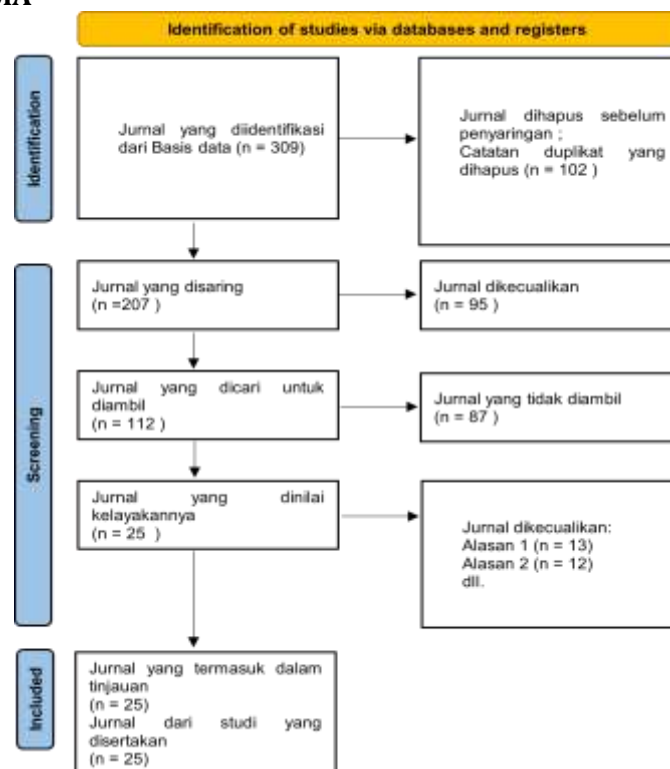 Identification of studies via databases and registers
Identification
Jurnal yang diidentifikasi
dari Basis data (n = 309)
Jurnal dihapus sebelum
penyaringan ;
Catatan duplikat yang
dihapus (n = 102 )
Screening
Jurnal yang disaring
(n =207 )
Jurnal dikecualikan
(n = 95 )
Jurnal yang dicari untuk
diambil
(n = 112 )
Jurnal yang tidak diambil
(n = 87 )
Jurnal yang dinilai
kelayakannya
(n = 25 )
Jurnal dikecualikan:
Alasan 1 (n = 13)
Alasan 2 (n = 12)
dll.
Included
Jurnal yang termasuk dalam
tinjauan
(n = 25)
Jurnal dari studi yang
disertakan
(n = 25)